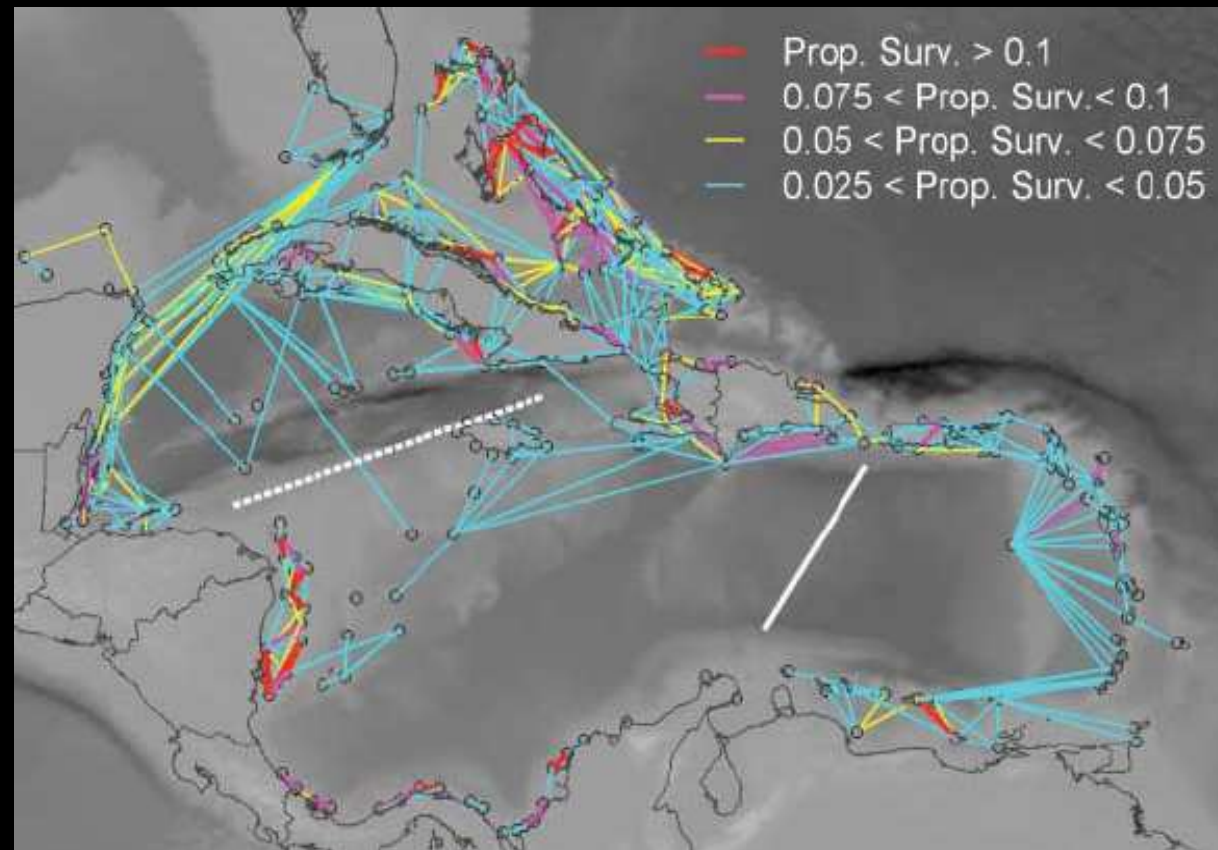 Prop. Surv. > 0.1
0.075 < Prop. Surv.< 0.1
0.05 < Prop. Surv. < 0.075
0.025 < Prop. Surv. < 0.05